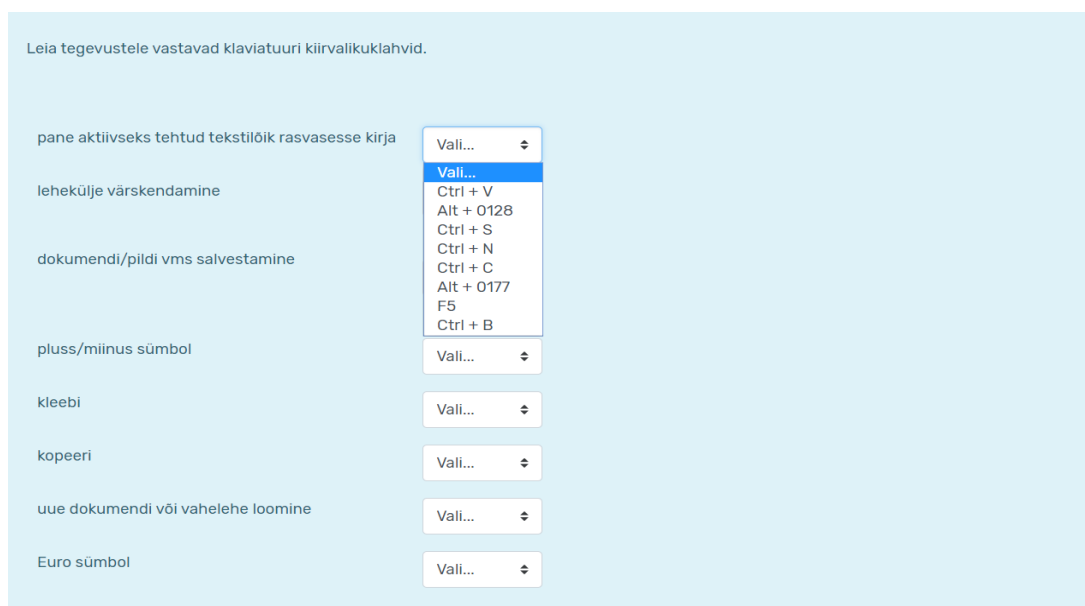 Leia tegevustele vastavad klaviatuuri kiirvalikuklahvid.
pane aktiivseks tehtud tekstilõik rasvasesse kirja
Vali...
Vali...
lehekülje värskendamine
Ctrl + V
Alt + 0128
Ctrl + S
Ctrl + N
dokumendi/pildi vms salvestamine
Ctrl + C
Alt + 0177
F5
Ctrl + B
pluss/miinus sümbol
Vali...
kleebi
Vali...
kopeeri
Vali...
uue dokumendi või vahelehe loomine
Vali...
Euro sümbol
Vali...